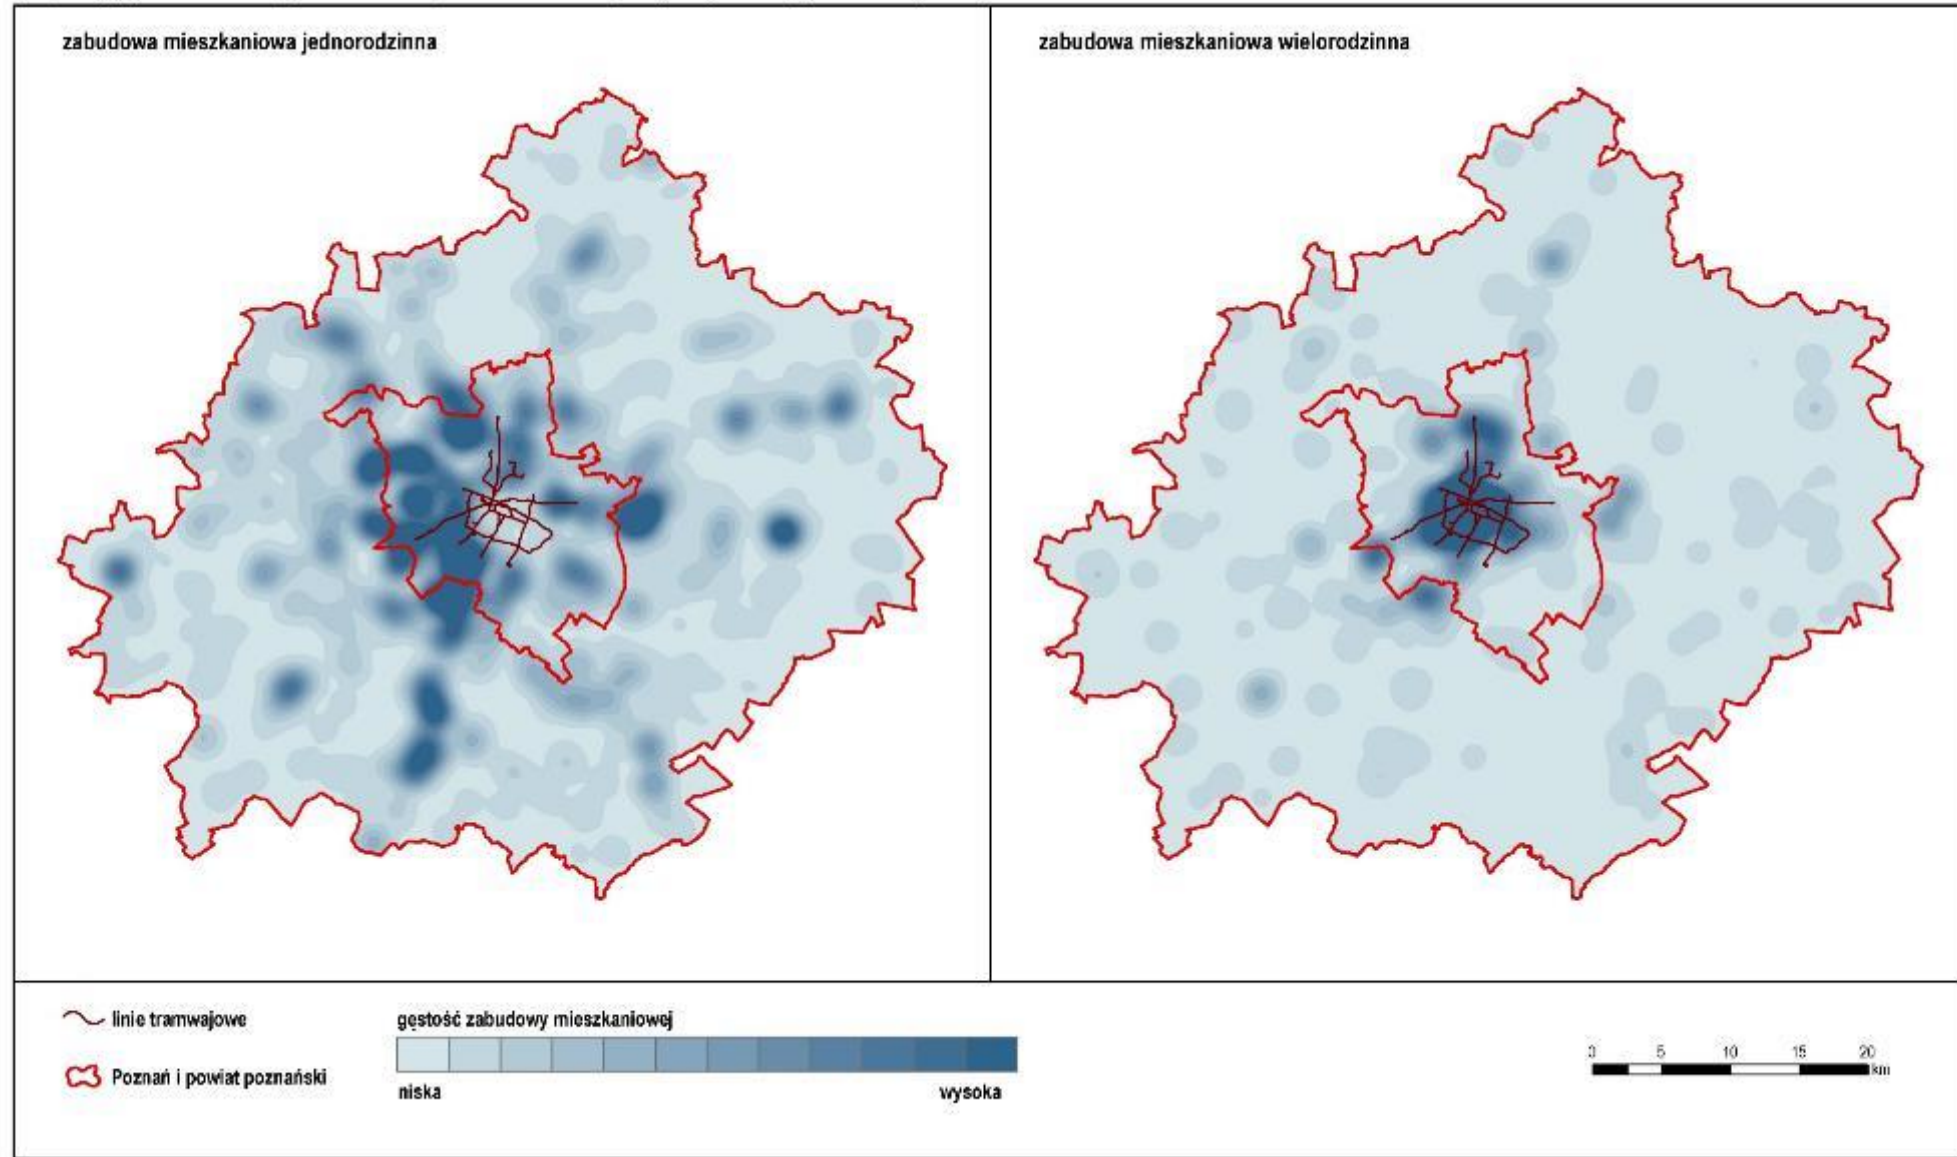 zabudowa mieszkaniowa jednorodzinna
zabudowa mieszkaniowa wielorodzinna
linie tramwajowe
gęstość zabudowy mieszkaniowej
Poznań i powiat poznański
niska
wysoka
0 5 10 15 20
km